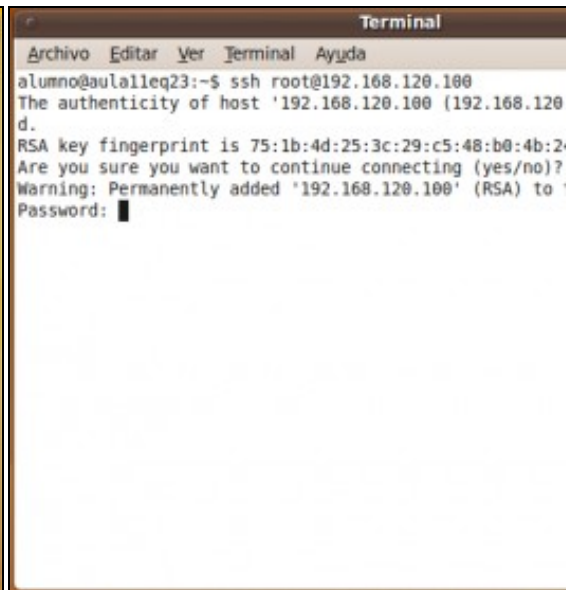 Terminal
Archivo Editar Ver Terminal Ayuda
alumno@aula11eq23:~$ ssh root@192.168.120.100
The authenticity of host '192.168.120.100 (192.168.120
d.
RSA key fingerprint is 75:1b:4d:25:3c:29:c5:48:b0:4b:24
Are you sure you want to continue connecting (yes/no)?
Warning: Permanently added '192.168.120.100' (RSA) to
Password: